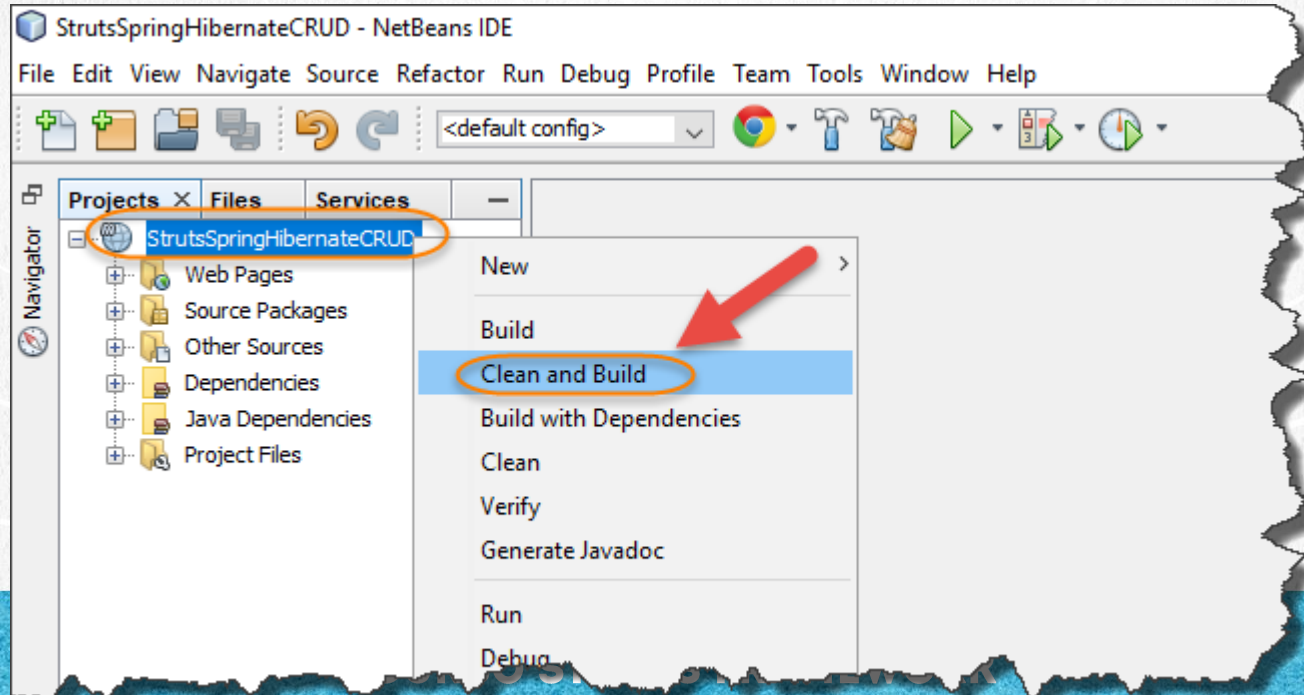 StrutsSpringHibernateCRUD - NetBeans IDE
File Edit View Navigate Source Refactor Run Debug Profile Team Tools Window Help
<default config>
Projects Files Services
Navigator
StrutsSpringHibernateCRUD
Web Pages
Source Packages
Other Sources
Dependencies
Java Dependencies
Project Files
New
Build
Clean and Build
Build with Dependencies
Clean
Verify
Generate Javadoc
Run
Debug